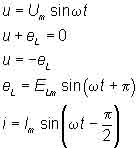 u = U_m sin ωt
u + e_L = 0
u = -e_L
e_L = E_Lm sin(ωt + π)
i = I_m sin(ωt - π/2)